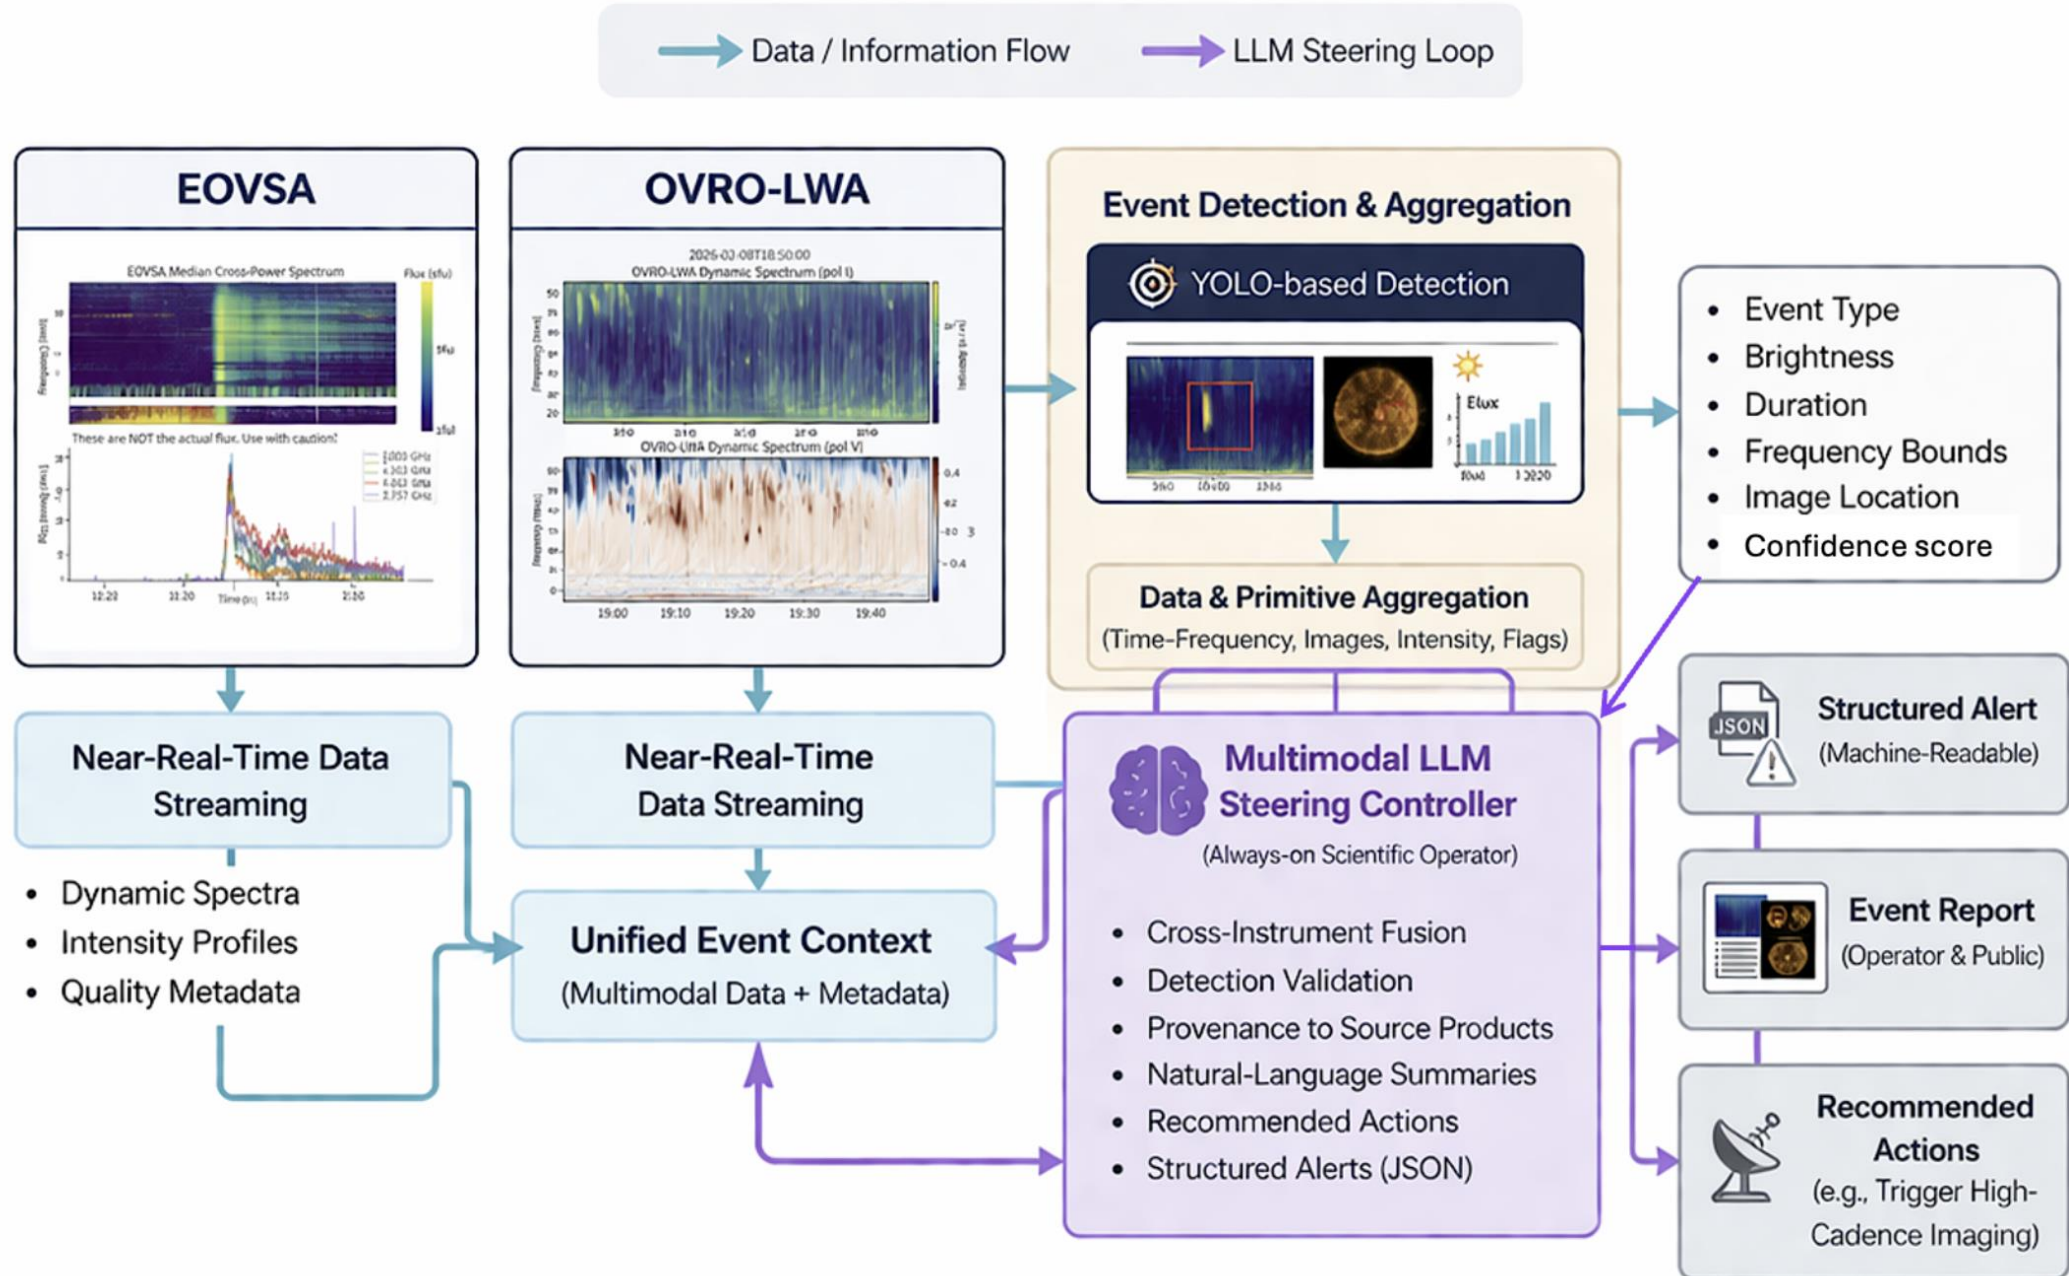 Data / Information Flow
LLM Steering Loop
EOVSA
EOVSA Median Cross-Power Spectrum
Flux (sfu)
These are NOT the actual flux. Use with caution!
OVRO-LWA
OVRO-LWA Dynamic Spectrum (pol I)
19:00 19:10 19:20 19:30 19:40
Event Detection & Aggregation
YOLO-based Detection
Data & Primitive Aggregation
(Time-Frequency, Images, Intensity, Flags)
• Event Type
• Brightness
• Duration
• Frequency Bounds
• Image Location
• Confidence score
Near-Real-Time Data
Streaming
• Dynamic Spectra
• Intensity Profiles
• Quality Metadata
Near-Real-Time
Data Streaming
Unified Event Context
(Multimodal Data + Metadata)
Multimodal LLM
Steering Controller
(Always-on Scientific Operator)
• Cross-Instrument Fusion
• Detection Validation
• Provenance to Source Products
• Natural-Language Summaries
• Recommended Actions
• Structured Alerts (JSON)
JSON
Structured Alert
(Machine-Readable)
Event Report
(Operator & Public)
Recommended
Actions
(e.g., Trigger High-
Cadence Imaging)